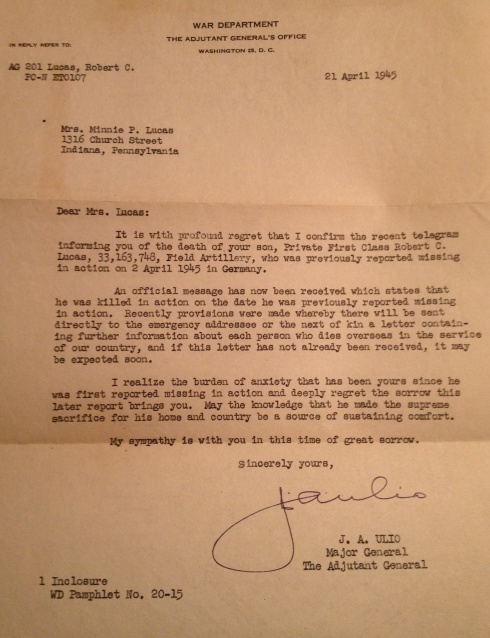 WAR DEPARTMENT
THE ADJUTANT GENERAL'S OFFICE
WASHINGTON 25, D. C.
IN REPLY REFER TO:
AG 201 Lucas, Robert C.
PC-N ETO107
21 April 1945
Mrs. Minnie P. Lucas
1316 Church Street
Indiana, Pennsylvania
Dear Mrs. Lucas:
It is with profound regret that I confirm the recent telegram
informing you of the death of your son, Private First Class Robert C.
Lucas, 33,163,748, Field Artillery, who was previously reported missing
in action on 2 April 1945 in Germany.
An official message has now been received which states that
he was killed in action on the date he was previously reported missing
in action. Recently provisions were made whereby there will be sent
directly to the emergency addressee or the next of kin a letter contain-
ing further information about each person who dies overseas in the service
of our country, and if this letter has not already been received, it may
be expected soon.
I realize the burden of anxiety that has been yours since he
was first reported missing in action and deeply regret the sorrow this
later report brings you. May the knowledge that he made the supreme
sacrifice for his home and country be a source of sustaining comfort.
My sympathy is with you in this time of great sorrow.
Sincerely yours,
J A Ulio
J. A. ULIO
Major General
The Adjutant General
1 Inclosure
WD Pamphlet No. 20-15